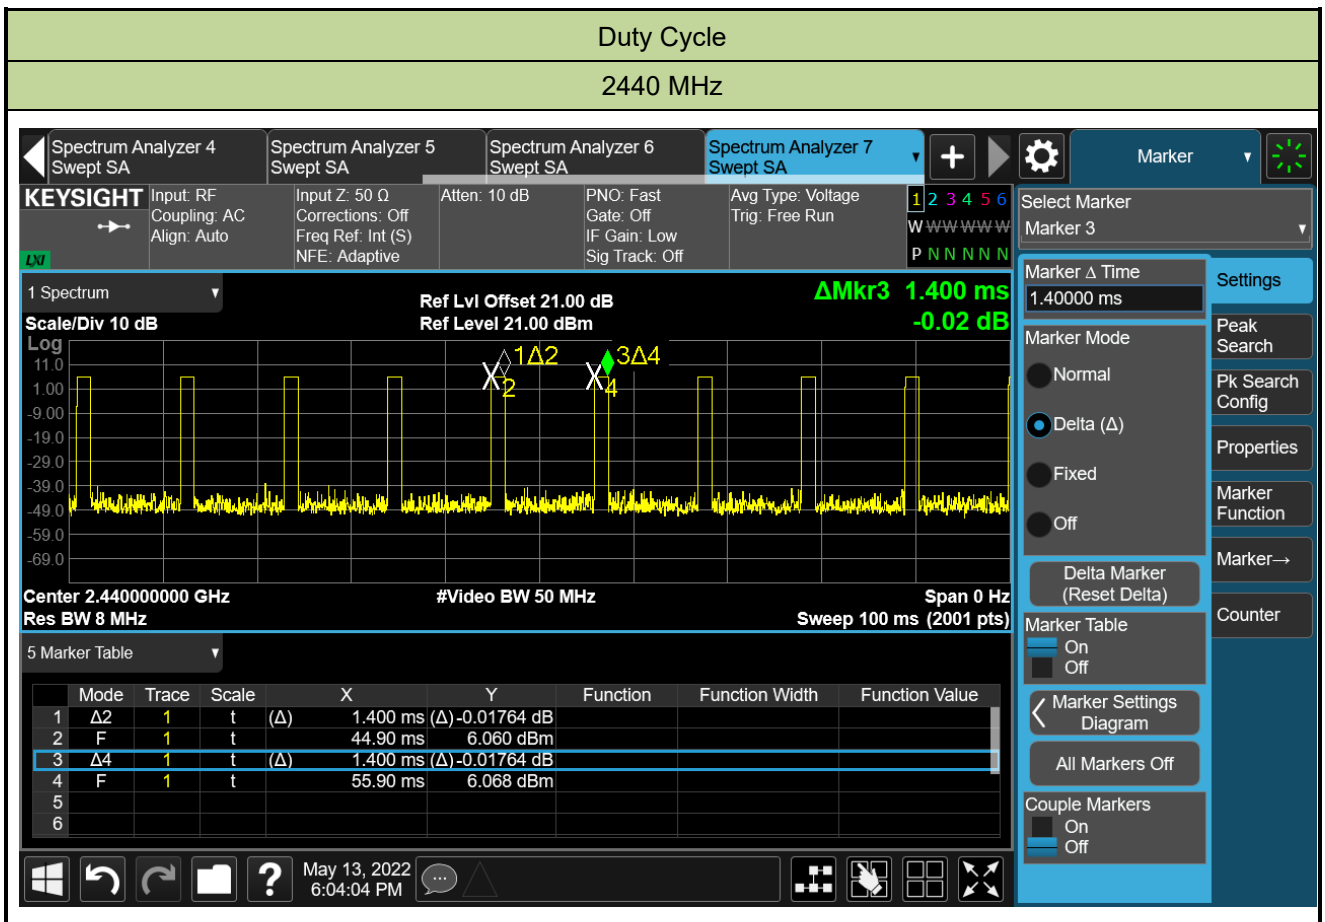 Duty Cycle
2440 MHz
Spectrum Analyzer 4
Swept SA
Spectrum Analyzer 5
Swept SA
Spectrum Analyzer 6
Swept SA
Spectrum Analyzer 7
Swept SA
Marker
KEYSIGHT
LXI
Input: RF
Coupling: AC
Align: Auto
Input Z: 50 Ω
Corrections: Off
Freq Ref: Int (S)
NFE: Adaptive
Atten: 10 dB
PNO: Fast
Gate: Off
IF Gain: Low
Sig Track: Off
Avg Type: Voltage
Trig: Free Run
1 2 3 4 5 6
W W W W W W
P N N N N N
Select Marker
Marker 3
1 Spectrum
Scale/Div 10 dB
Ref Lvl Offset 21.00 dB
Ref Level 21.00 dBm
ΔMkr3 1.400 ms
-0.02 dB
Log
11.0
1.00
-9.00
-19.0
-29.0
-39.0
-49.0
-59.0
-69.0
1Δ2
2
3Δ4
4
Center 2.440000000 GHz
#Video BW 50 MHz
Span 0 Hz
Res BW 8 MHz
Sweep 100 ms (2001 pts)
5 Marker Table
Mode Trace Scale X Y Function Function Width Function Value
1 Δ2 1 t (Δ) 1.400 ms (Δ) -0.01764 dB
2 F 1 t 44.90 ms 6.060 dBm
3 Δ4 1 t (Δ) 1.400 ms (Δ) -0.01764 dB
4 F 1 t 55.90 ms 6.068 dBm
5
6
Marker Δ Time
1.40000 ms
Marker Mode
Normal
Delta (Δ)
Fixed
Off
Delta Marker
(Reset Delta)
Marker Table
On
Off
Marker Settings
Diagram
All Markers Off
Couple Markers
On
Off
Settings
Peak
Search
Pk Search
Config
Properties
Marker
Function
Marker→
Counter
?
May 13, 2022
6:04:04 PM